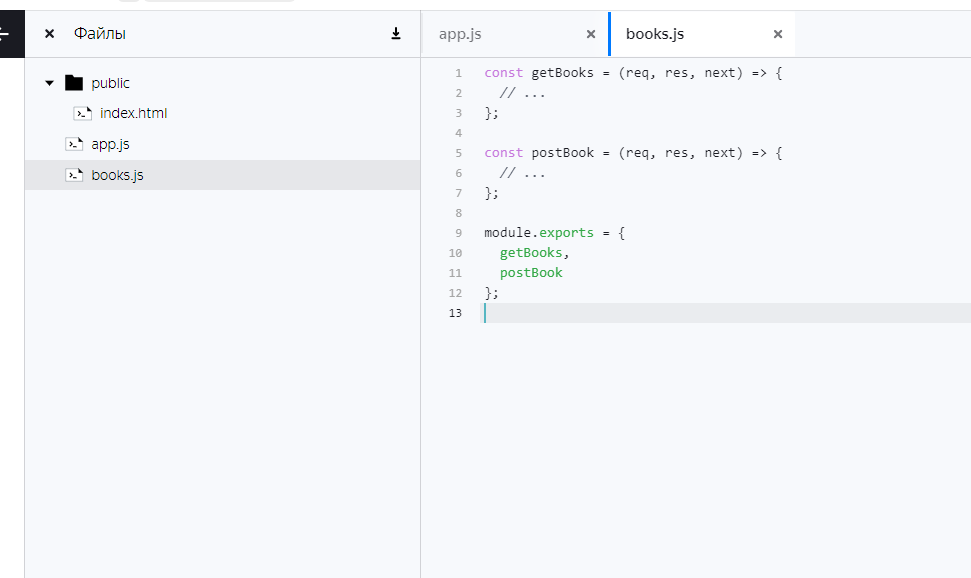 Файлы
public
index.html
app.js
books.js
app.js
books.js
1 const getBooks = (req, res, next) => {
2 // ...
3 };
4
5 const postBook = (req, res, next) => {
6 // ...
7 };
8
9 module.exports = {
10 getBooks,
11 postBook
12 };
13